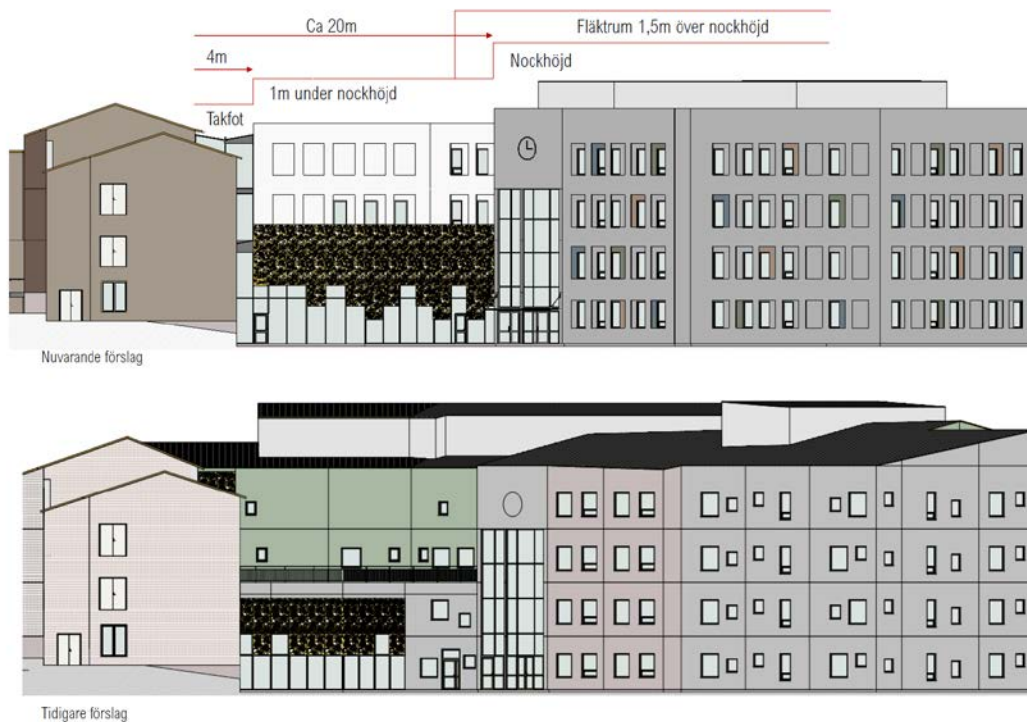 Ca 20m
Fläktrum 1,5m över nockhöjd
4m
Nockhöjd
1m under nockhöjd
Takfot
Nuvarande förslag
Tidigare förslag